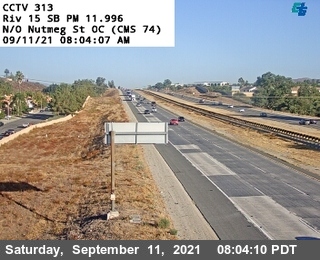 CCTV 313
Riv 15 SB PM 11.996
N/O Nutmeg St OC (CMS 74)
09/11/21 08:04:07 AM
Saturday, September 11, 2021 08:04:10 PDT